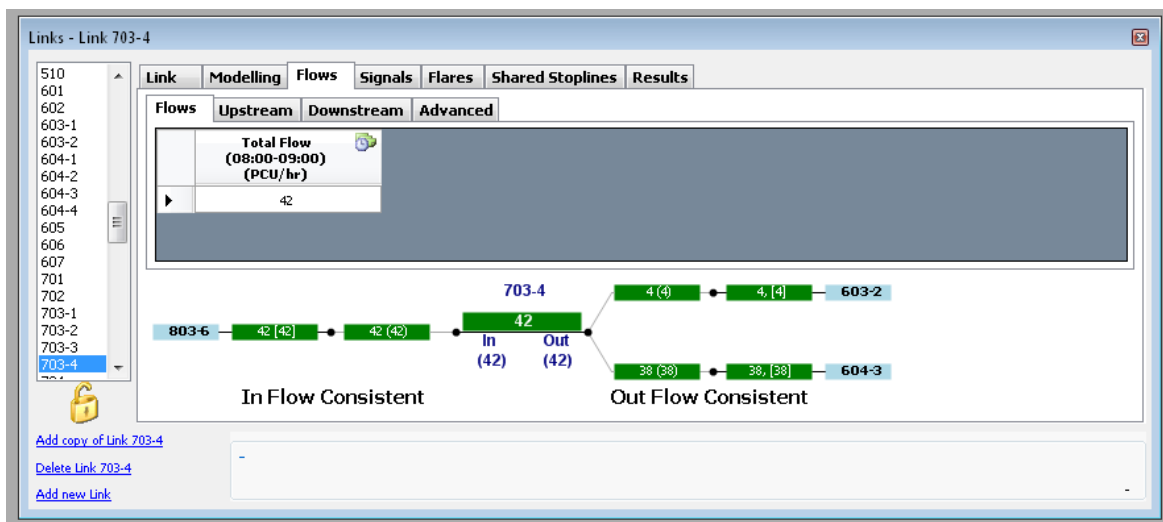 Links - Link 703-4
510
601
602
603-1
603-2
604-1
604-2
604-3
604-4
605
606
607
701
702
703-1
703-2
703-3
703-4
Link Modelling Flows Signals Flares Shared Stoplines Results
Flows Upstream Downstream Advanced
Total Flow
(08:00-09:00)
(PCU/hr)
42
703-4
4 (4) 4, [4] 603-2
803-6 42 [42] 42 (42) 42
In Out
(42) (42)
38 (38) 38, [38] 604-3
In Flow Consistent Out Flow Consistent
Add copy of Link 703-4
Delete Link 703-4
Add new Link
-
-